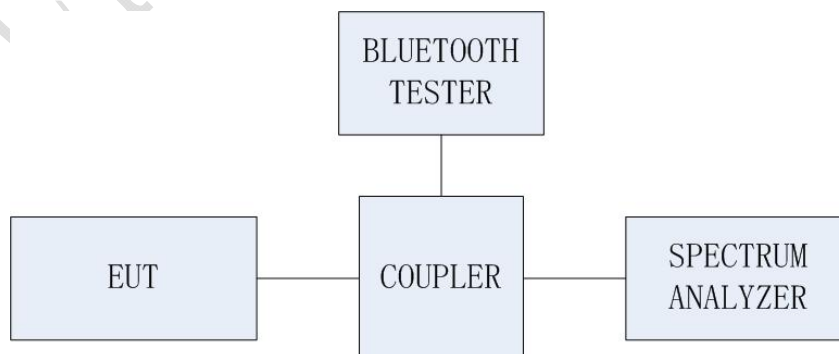 BLUETOOTH
TESTER
EUT
COUPLER
SPECTRUM
ANALYZER